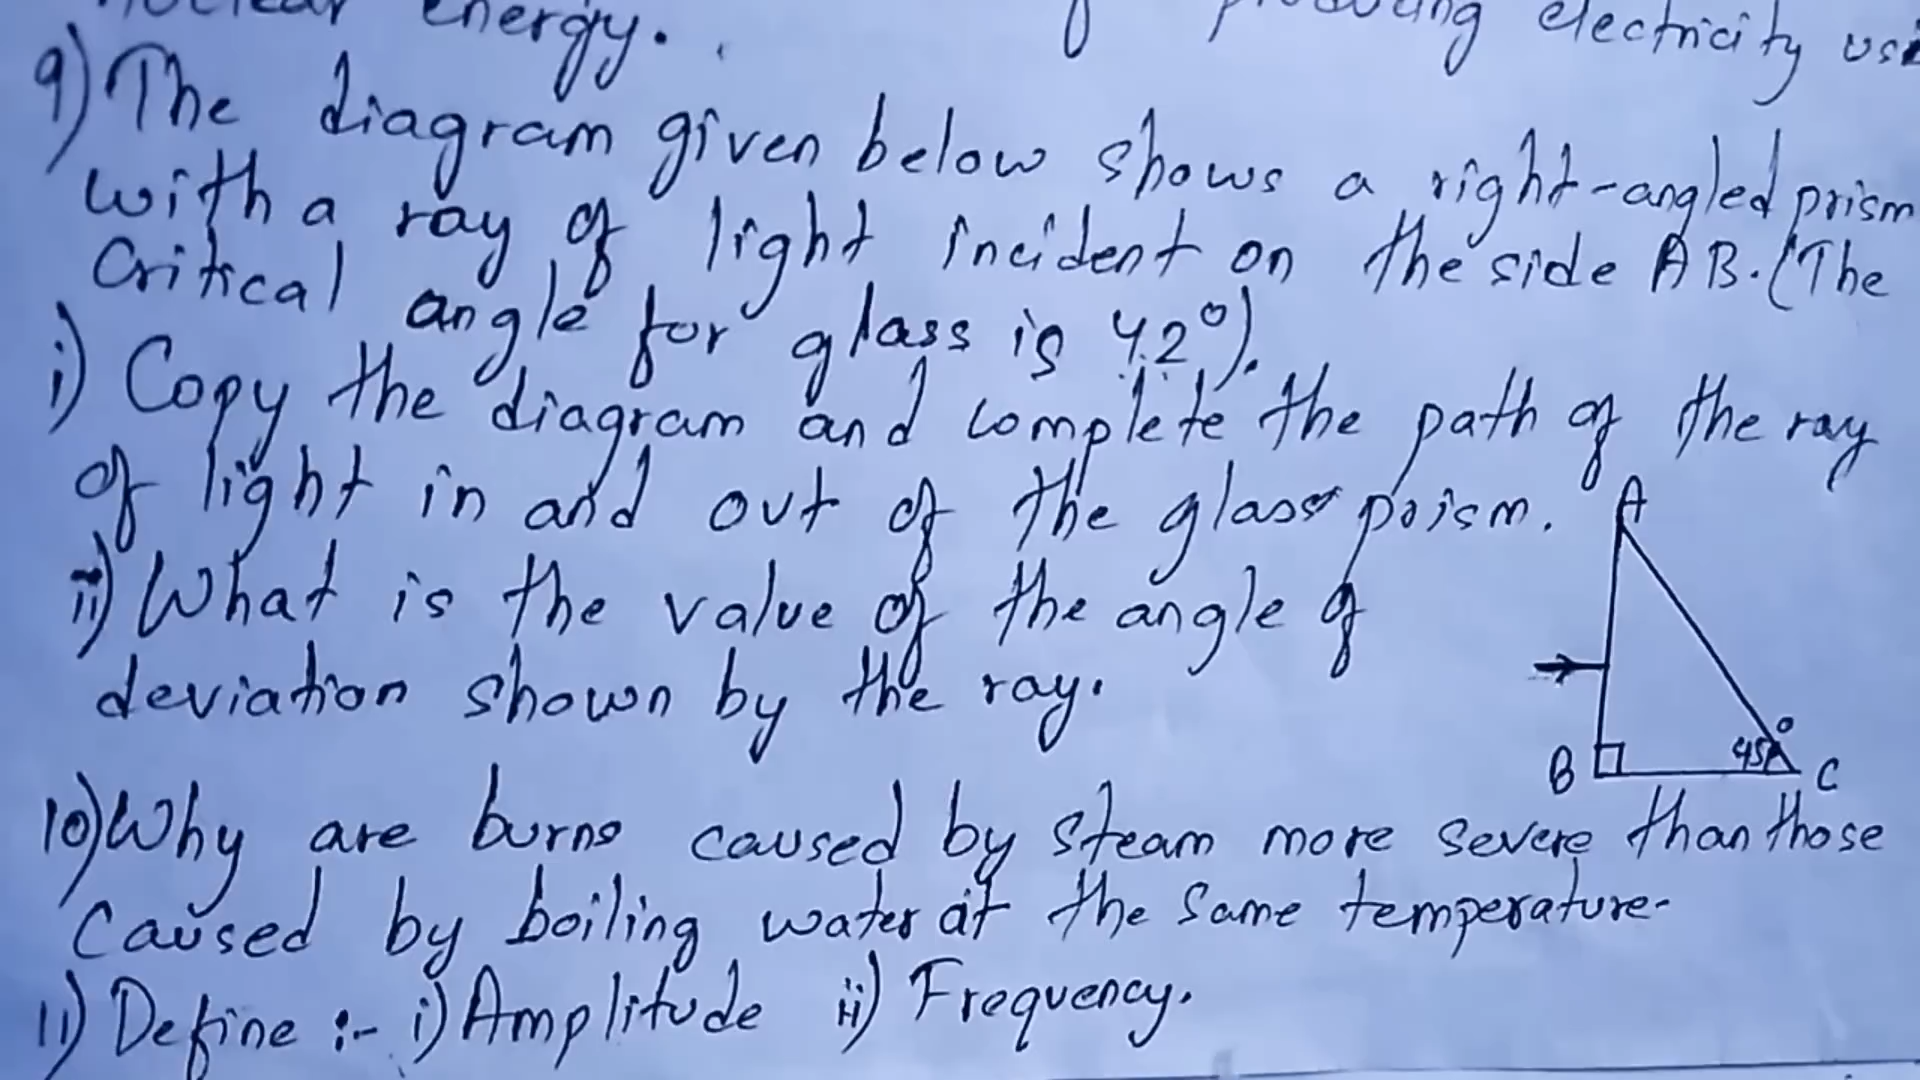 nuclear energy. of producing electricity usi
9) The diagram given below shows a right-angled prism
with a ray of light incident on the side AB. (The
Critical angle for glass is 42°).
i) Copy the diagram and complete the path of the ray
of light in and out of the glass prism.
A
ii) What is the value of the angle of
deviation shown by the ray.
B 45° C
10) Why are burns caused by steam more severe than those
Caused by boiling water at the same temperature-
11) Define :- i) Amplitude ii) Frequency.